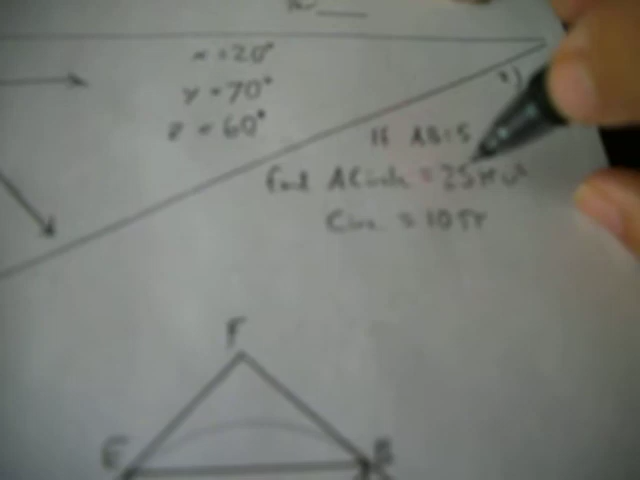 x = 20°
y = 70°
z = 60°
If AB = 5
find A Circle = 25π u²
Circ = 10π
F
E B